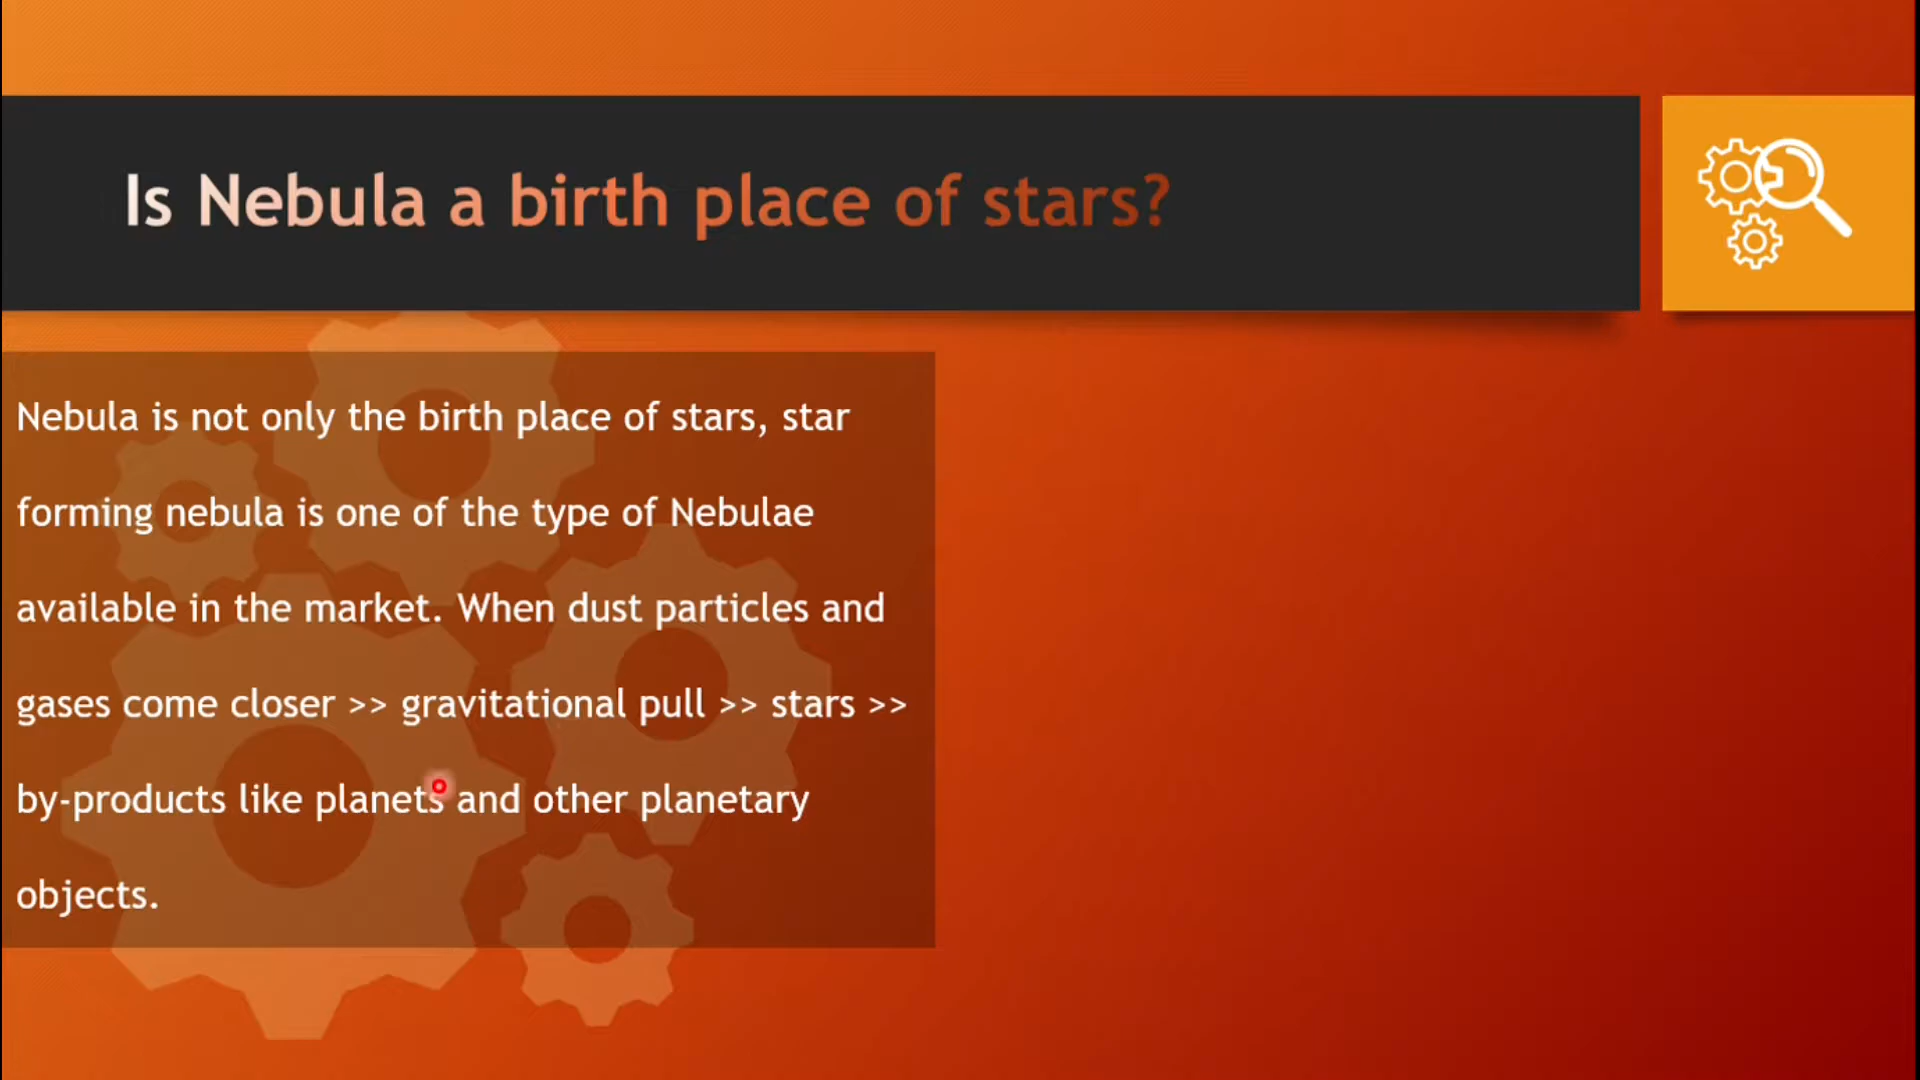 Is Nebula a birth place of stars?
Nebula is not only the birth place of stars, star
forming nebula is one of the type of Nebulae
available in the market. When dust particles and
gases come closer >> gravitational pull >> stars >>
by-products like planets and other planetary
objects.